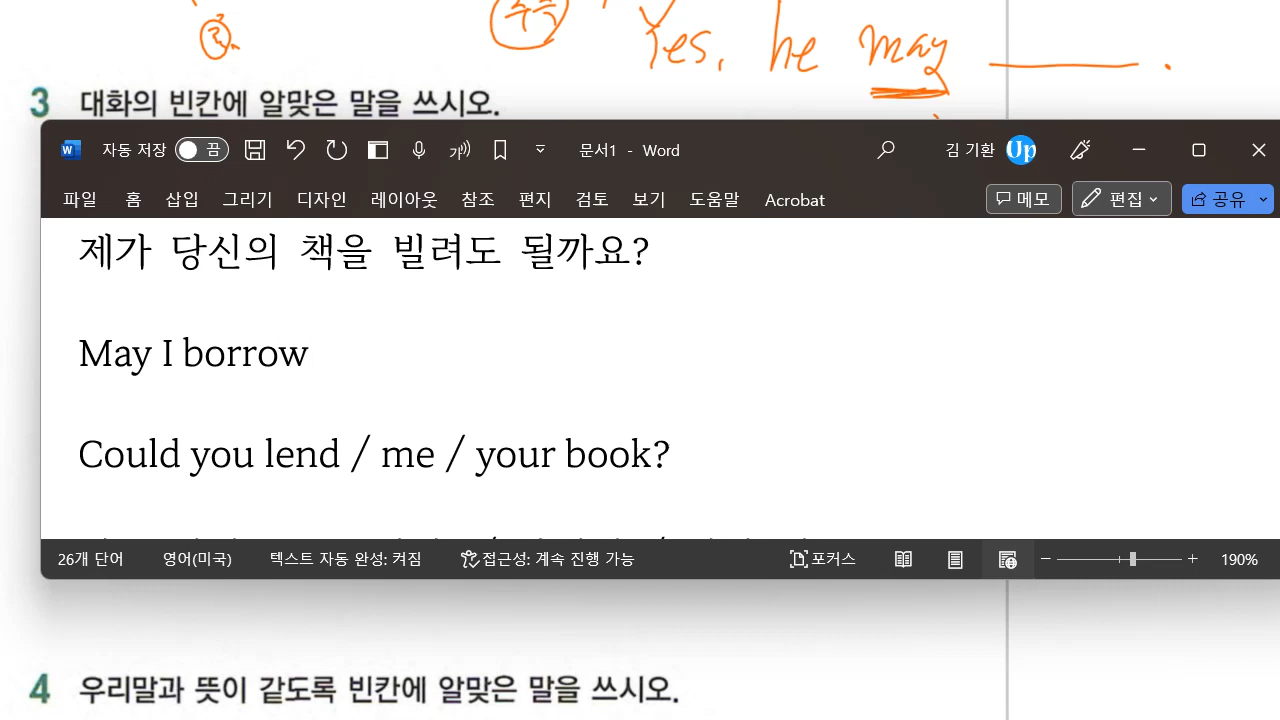 Yes, he may ______.
3 대화의 빈칸에 알맞은 말을 쓰시오.
자동 저장 끔 가 문서1 - Word 김 기환 Up
파일 홈 삽입 그리기 디자인 레이아웃 참조 편지 검토 보기 도움말 Acrobat 메모 편집 공유
제가 당신의 책을 빌려도 될까요?
May I borrow
Could you lend / me / your book?
26개 단어 영어(미국) 텍스트 자동 완성: 켜짐 접근성: 계속 진행 가능 포커스 190%
4 우리말과 뜻이 같도록 빈칸에 알맞은 말을 쓰시오.